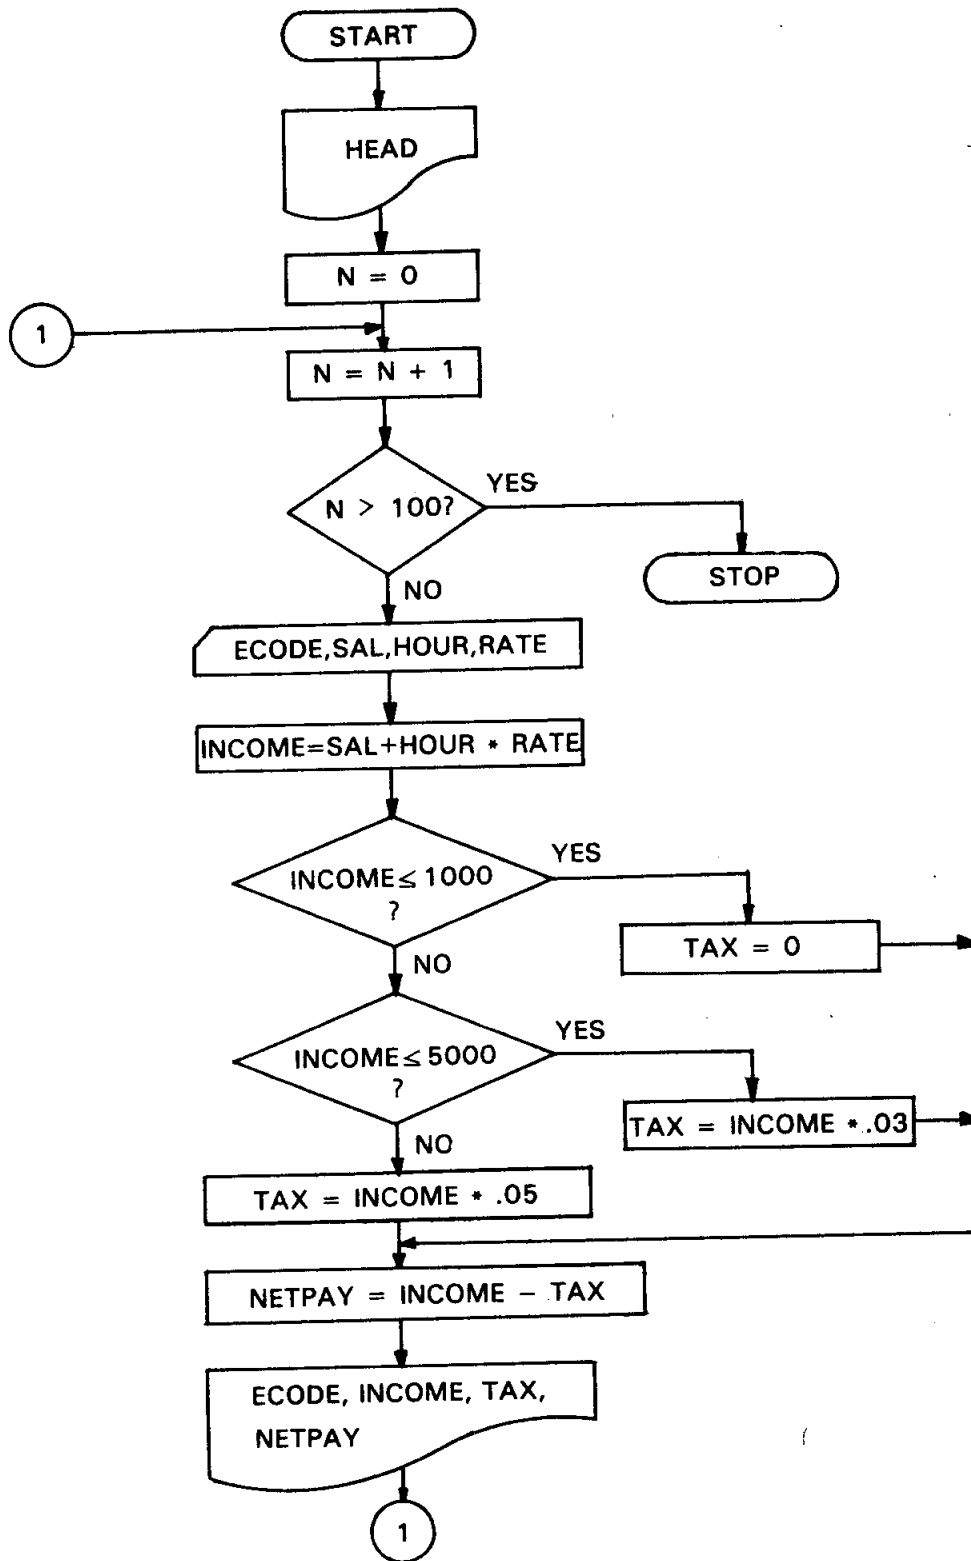 START
HEAD
N = 0
1
N = N + 1
N > 100?
YES
STOP
NO
ECODE,SAL,HOUR,RATE
INCOME=SAL+HOUR * RATE
INCOME≤ 1000
?
YES
TAX = 0
NO
INCOME≤ 5000
?
YES
TAX = INCOME * .03
NO
TAX = INCOME * .05
NETPAY = INCOME − TAX
ECODE, INCOME, TAX,
NETPAY
1